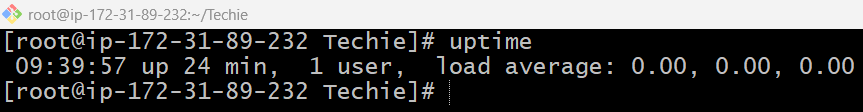 root@ip-172-31-89-232:~/Techie
[root@ip-172-31-89-232 Techie]# uptime
 09:39:57 up 24 min,  1 user,  load average: 0.00, 0.00, 0.00
[root@ip-172-31-89-232 Techie]#